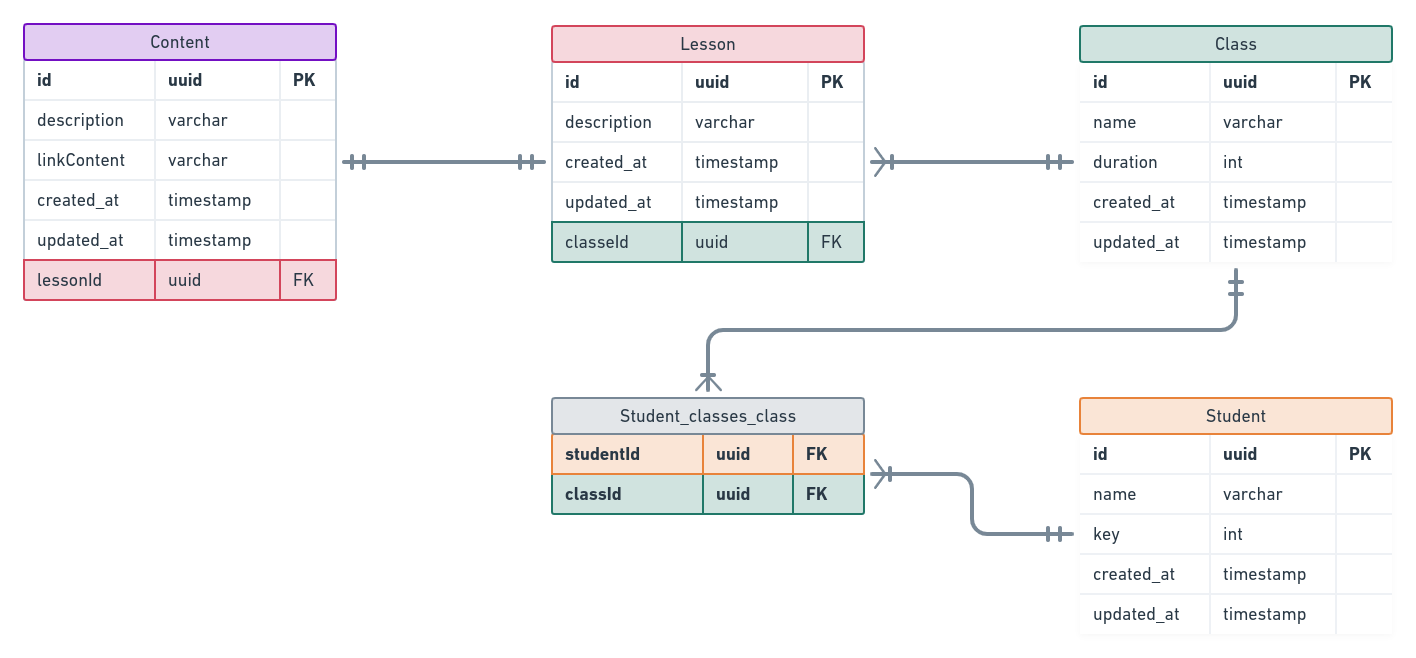 Content
id uuid PK
description varchar
linkContent varchar
created_at timestamp
updated_at timestamp
lessonId uuid FK
Lesson
id uuid PK
description varchar
created_at timestamp
updated_at timestamp
classeId uuid FK
Class
id uuid PK
name varchar
duration int
created_at timestamp
updated_at timestamp
Student_classes_class
studentId uuid FK
classId uuid FK
Student
id uuid PK
name varchar
key int
created_at timestamp
updated_at timestamp